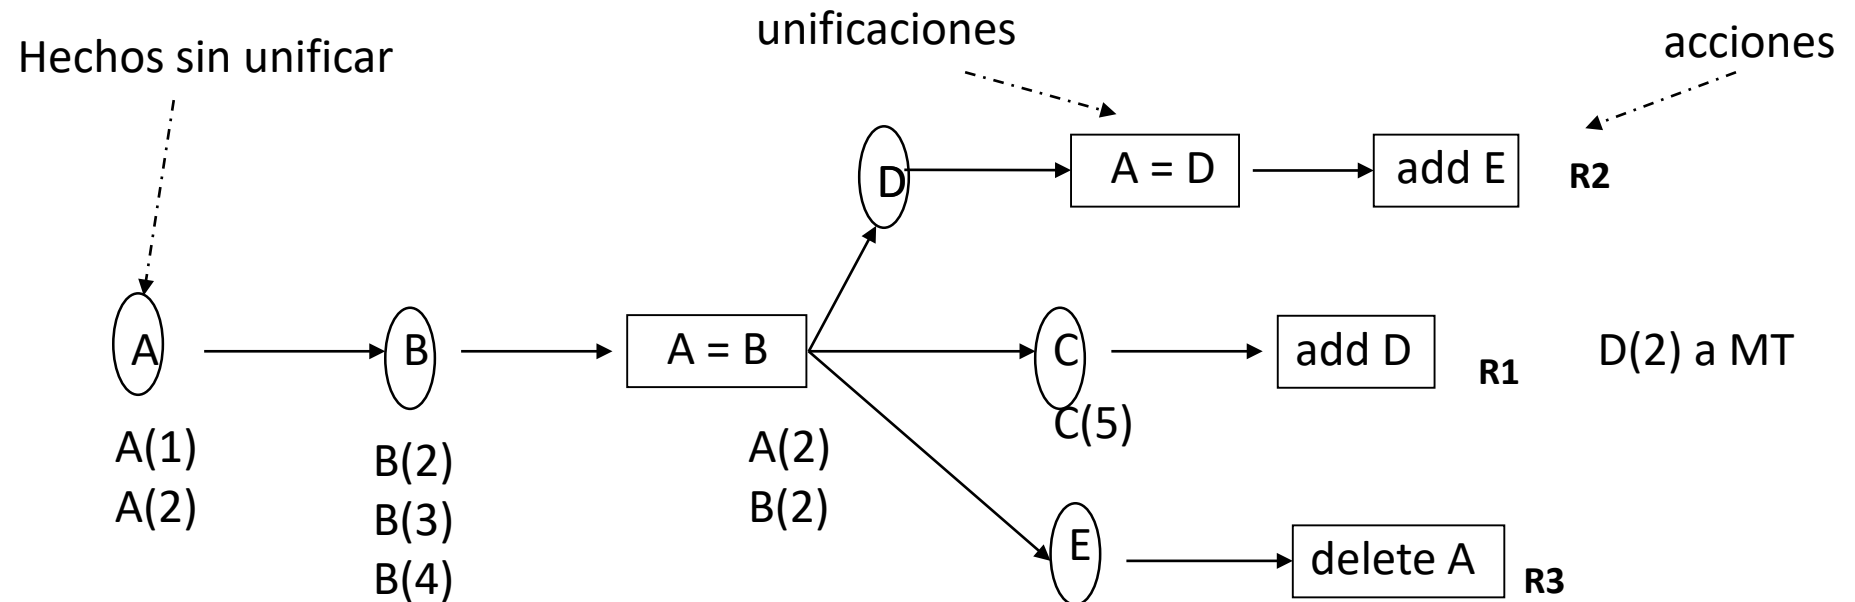 Hechos sin unificar
unificaciones
acciones
D
A = D
add E
R2
A
B
A = B
C
add D
R1
D(2) a MT
A(1)
A(2)
B(2)
B(3)
B(4)
A(2)
B(2)
C(5)
E
delete A
R3